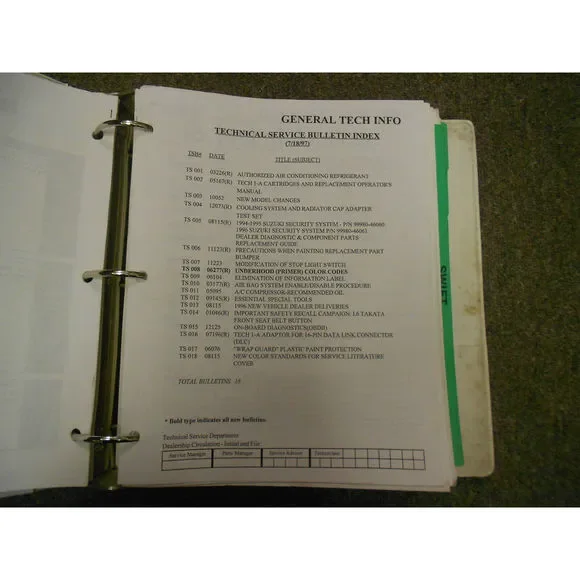 GENERAL TECH INFO
TECHNICAL SERVICE BULLETIN INDEX
(7/18/97)
TSB# DATE TITLE (SUBJECT)
TS 001 03226(R) AUTHORIZED AIR CONDITIONING REFRIGERANT
TS 002 05167(R) TECH 1-A CARTRIDGES AND REPLACEMENT OPERATOR'S
MANUAL
TS 003 10052 NEW MODEL CHANGES
TS 004 12073(R) COOLING SYSTEM AND RADIATOR CAP ADAPTER
TEST SET
TS 005 08115(R) 1994-1995 SUZUKI SECURITY SYSTEM - P/N 99980-46060
1996 SUZUKI SECURITY SYSTEM P/N 99980-46061
DEALER DIAGNOSTIC & COMPONENT PARTS
REPLACEMENT GUIDE
TS 006 11123(R) PRECAUTIONS WHEN PAINTING REPLACEMENT PART
BUMPER
TS 007 11223 MODIFICATION OF STOP LIGHT SWITCH
TS 008 06277(R) UNDERHOOD (PRIMER) COLOR CODES
TS 009 06104 ELIMINATION OF INFORMATION LABEL
TS 010 03177(R) AIR BAG SYSTEM ENABLE/DISABLE PROCEDURE
TS 011 05095 A/C COMPRESSOR-RECOMMENDED OIL
TS 012 09145(R) ESSENTIAL SPECIAL TOOLS
TS 013 08115 1996 NEW VEHICLE DEALER DELIVERIES
TS 014 01046(R) IMPORTANT SAFETY RECALL CAMPAIGN: L6 TAKATA
FRONT SEAT BELT BUTTON
TS 015 12125 ON-BOARD DIAGNOSTICS(OBDII)
TS 016 07196(R) TECH 1-A ADAPTOR FOR 16-PIN DATA LINK CONNECTOR
(DLC)
TS 017 06076 "WRAP GUARD" PLASTIC PAINT PROTECTION
TS 018 08115 NEW COLOR STANDARDS FOR SERVICE LITERATURE
COVER
TOTAL BULLETINS 18
* Bold type indicates all new bulletins.
Technical Service Department
Dealership Circulation - Initial and File
Service Manager Parts Manager Service Advisor Technicians
SWIFT